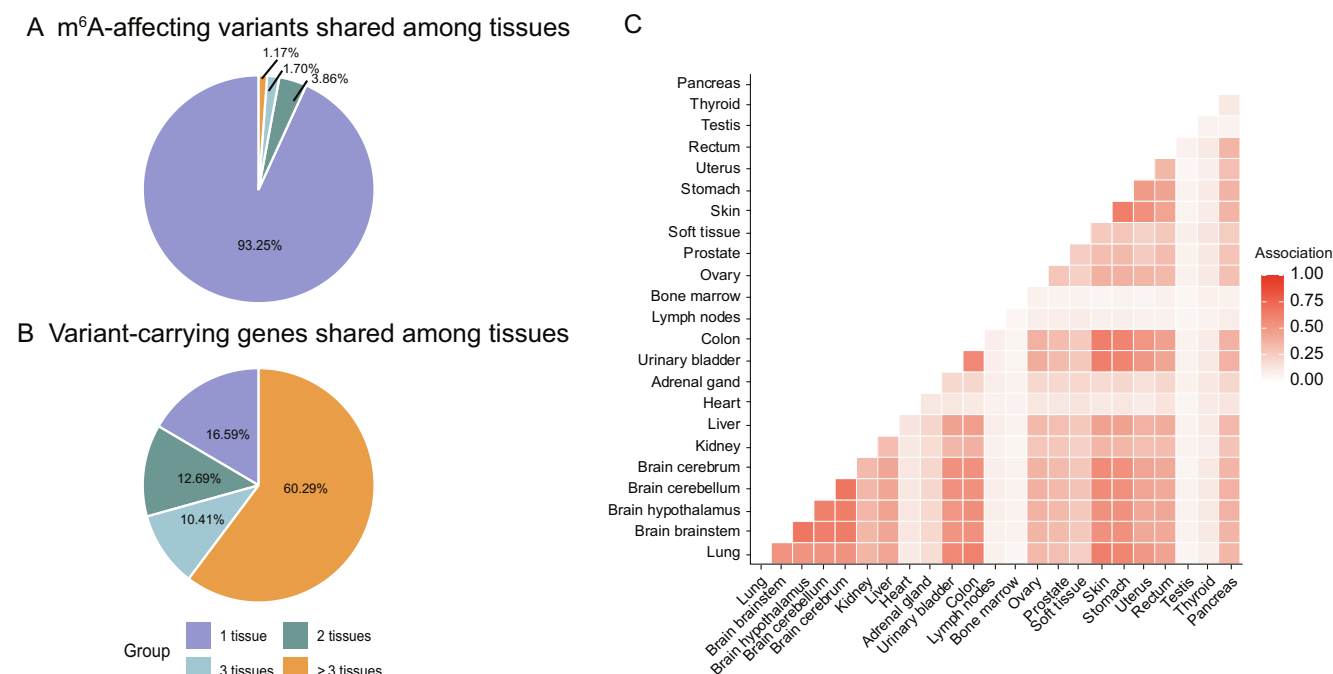 A m⁶A-affecting variants shared among tissues
1.17%
1.70%
3.86%
93.25%
B Variant-carrying genes shared among tissues
16.59%
12.69%
10.41%
60.29%
Group
1 tissue
2 tissues
3 tissues
> 3 tissues
C
Pancreas
Thyroid
Testis
Rectum
Uterus
Stomach
Skin
Soft tissue
Prostate
Ovary
Bone marrow
Lymph nodes
Colon
Urinary bladder
Adrenal gand
Heart
Liver
Kidney
Brain cerebrum
Brain cerebellum
Brain hypothalamus
Brain brainstem
Lung
Lung
Brain brainstem
Brain hypothalamus
Brain cerebellum
Brain cerebrum
Kidney
Liver
Heart
Adrenal gland
Urinary bladder
Colon
Lymph nodes
Bone marrow
Ovary
Prostate
Soft tissue
Skin
Stomach
Uterus
Rectum
Testis
Thyroid
Pancreas
Association
1.00
0.75
0.50
0.25
0.00